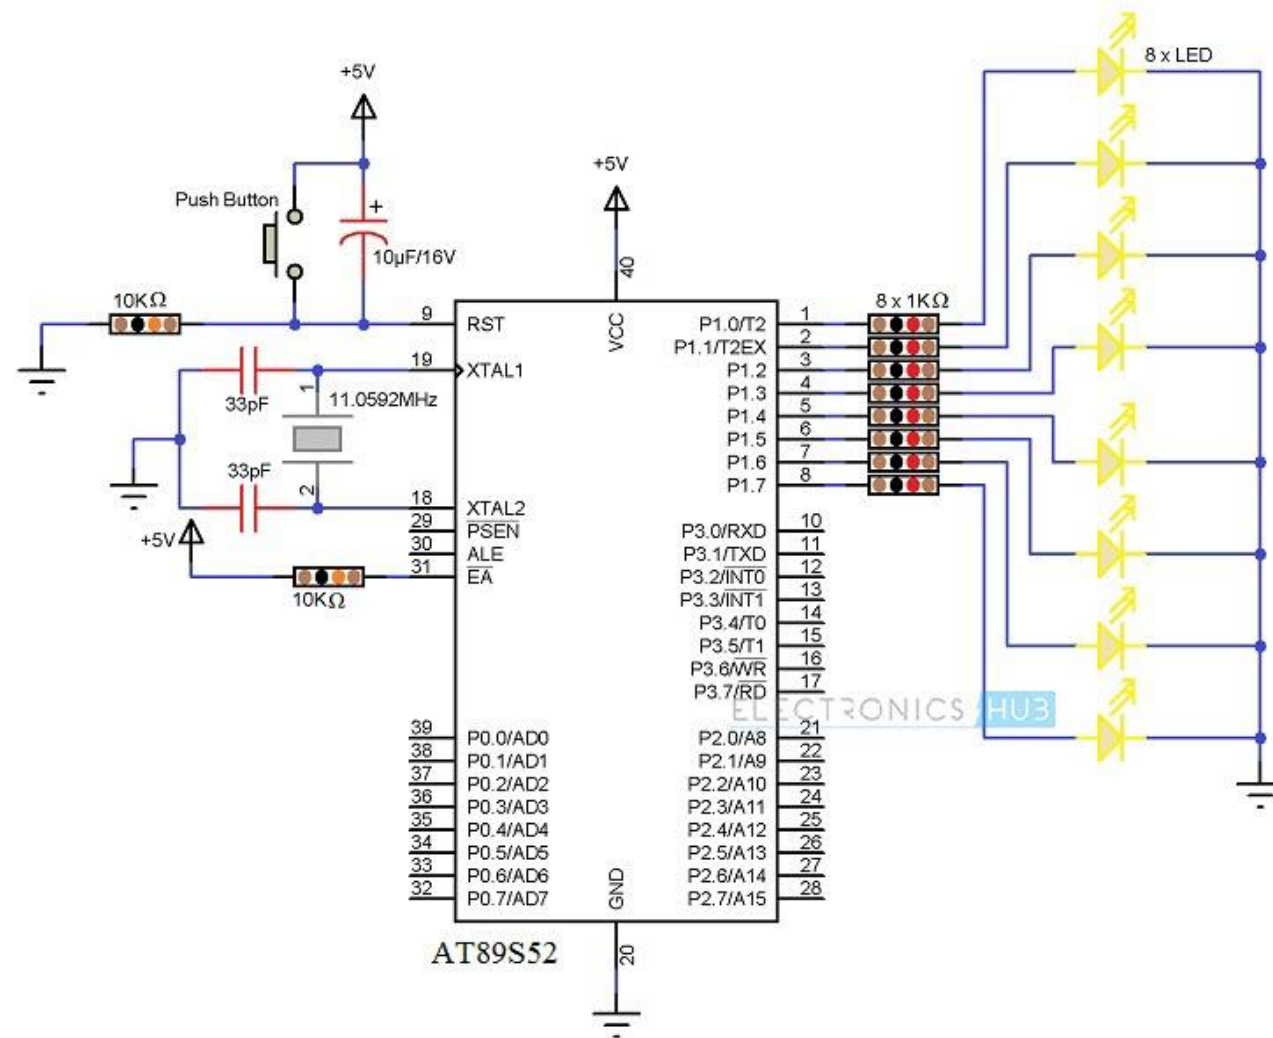 8 x LED
+5V
+5V
Push Button
+
10µF/16V
40
10KΩ
8 x 1KΩ
9 RST
VCC
P1.0/T2 1
P1.1/T2EX 2
19 XTAL1
P1.2 3
1
33pF
11.0592MHz
P1.3 4
P1.4 5
P1.5 6
33pF
P1.6 7
2
P1.7 8
18 XTAL2
29 PSEN
P3.0/RXD 10
+5V
30 ALE
P3.1/TXD 11
31 EA
P3.2/INT0 12
10KΩ
P3.3/INT1 13
P3.4/T0 14
P3.5/T1 15
P3.6/WR 16
P3.7/RD 17
ELECTRONICS HUB
39 P0.0/AD0
P2.0/A8 21
38 P0.1/AD1
P2.1/A9 22
37 P0.2/AD2
P2.2/A10 23
36 P0.3/AD3
P2.3/A11 24
35 P0.4/AD4
P2.4/A12 25
34 P0.5/AD5
P2.5/A13 26
33 P0.6/AD6
P2.6/A14 27
32 P0.7/AD7
P2.7/A15 28
GND
AT89S52
20